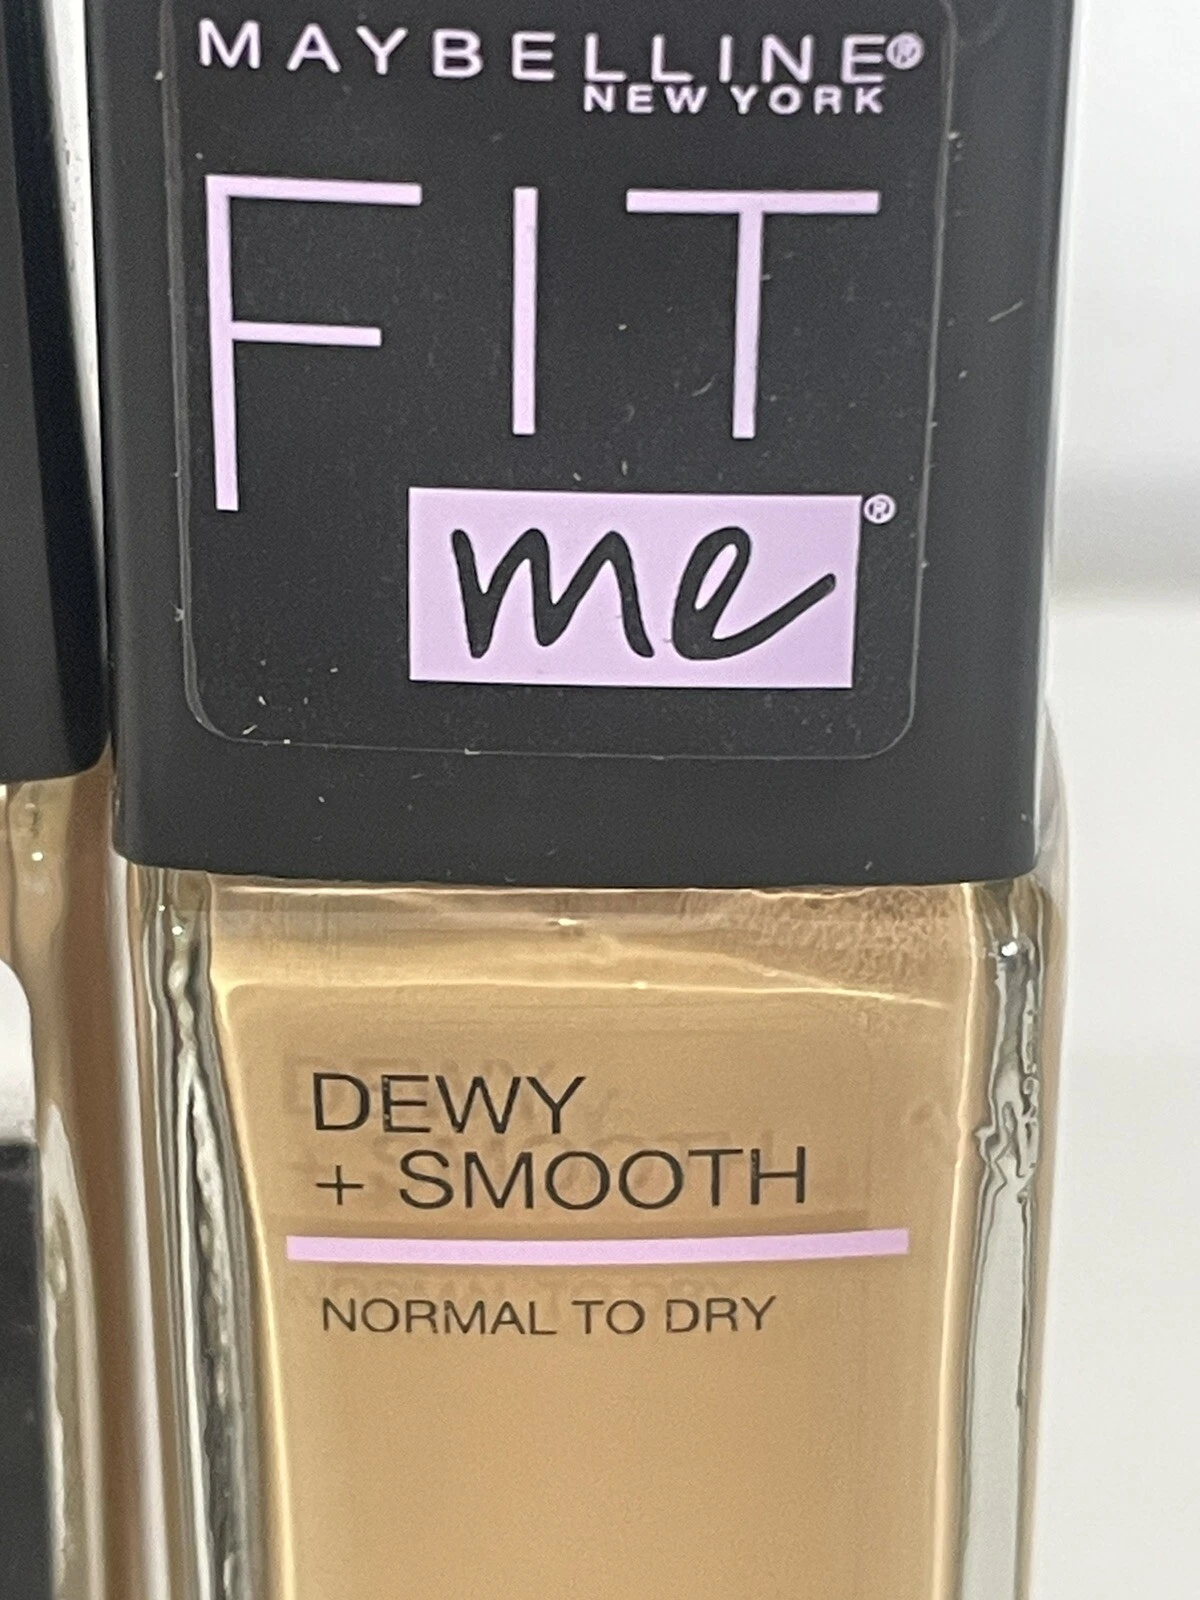 MAYBELLINE®
NEW YORK
FIT
me®
DEWY
+ SMOOTH
NORMAL TO DRY